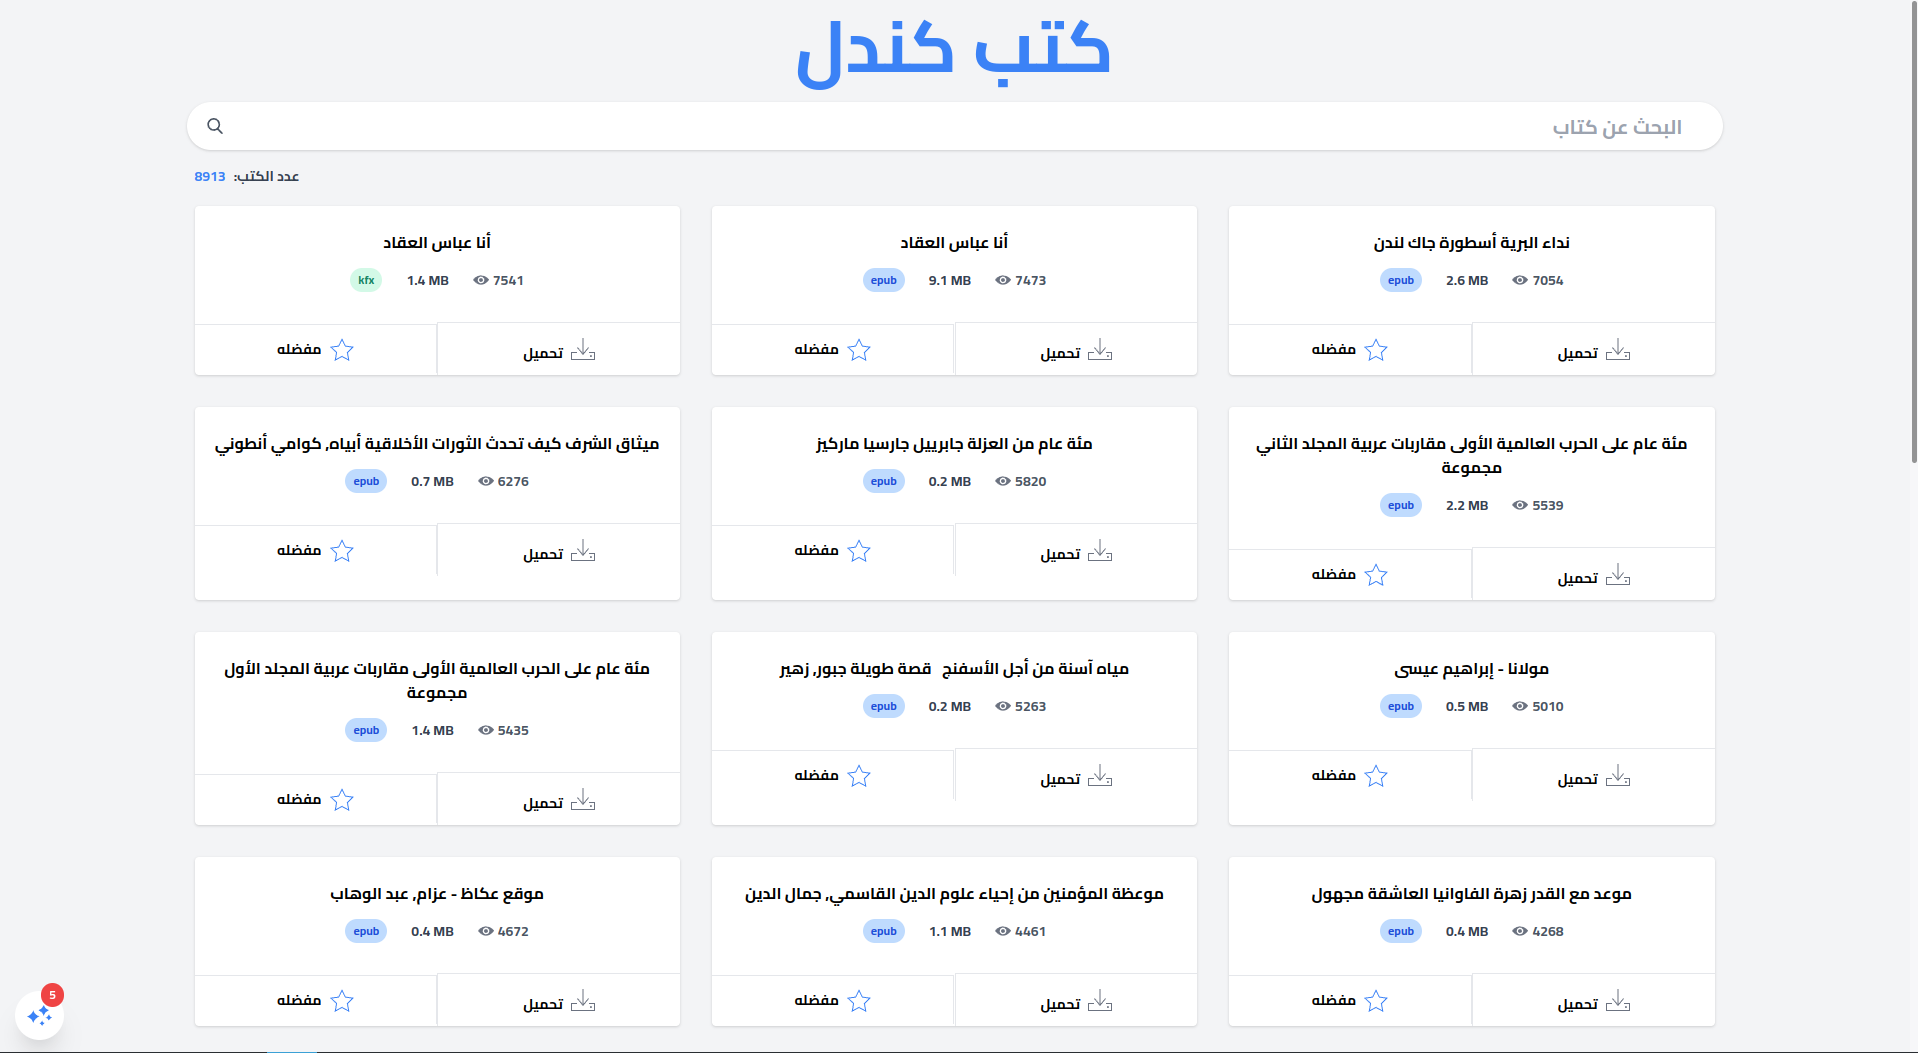 كتب كندل
البحث عن كتاب
عدد الكتب: 8913
نداء البرية أسطورة جاك لندن
7054 2.6 MB epub
تحميل
مفضله
أنا عباس العقاد
7473 9.1 MB epub
تحميل
مفضله
أنا عباس العقاد
7541 1.4 MB kfx
تحميل
مفضله
مئة عام على الحرب العالمية الأولى مقاربات عربية المجلد الثاني
مجموعة
5539 2.2 MB epub
تحميل
مفضله
مئة عام من العزلة جابرييل جارسيا ماركيز
5820 0.2 MB epub
تحميل
مفضله
ميثاق الشرف كيف تحدث الثورات الأخلاقية أبياه, كوامي أنطوني
6276 0.7 MB epub
تحميل
مفضله
مولانا - إبراهيم عيسى
5010 0.5 MB epub
تحميل
مفضله
مياه آسنة من أجل الأسفنج قصة طويلة جبور, زهير
5263 0.2 MB epub
تحميل
مفضله
مئة عام على الحرب العالمية الأولى مقاربات عربية المجلد الأول
مجموعة
5435 1.4 MB epub
تحميل
مفضله
موعد مع القدر زهرة الفاوانيا العاشقة مجهول
4268 0.4 MB epub
تحميل
مفضله
موعظة المؤمنين من إحياء علوم الدين القاسمي, جمال الدين
4461 1.1 MB epub
تحميل
مفضله
موقع عكاظ - عزام, عبد الوهاب
4672 0.4 MB epub
تحميل
مفضله
5